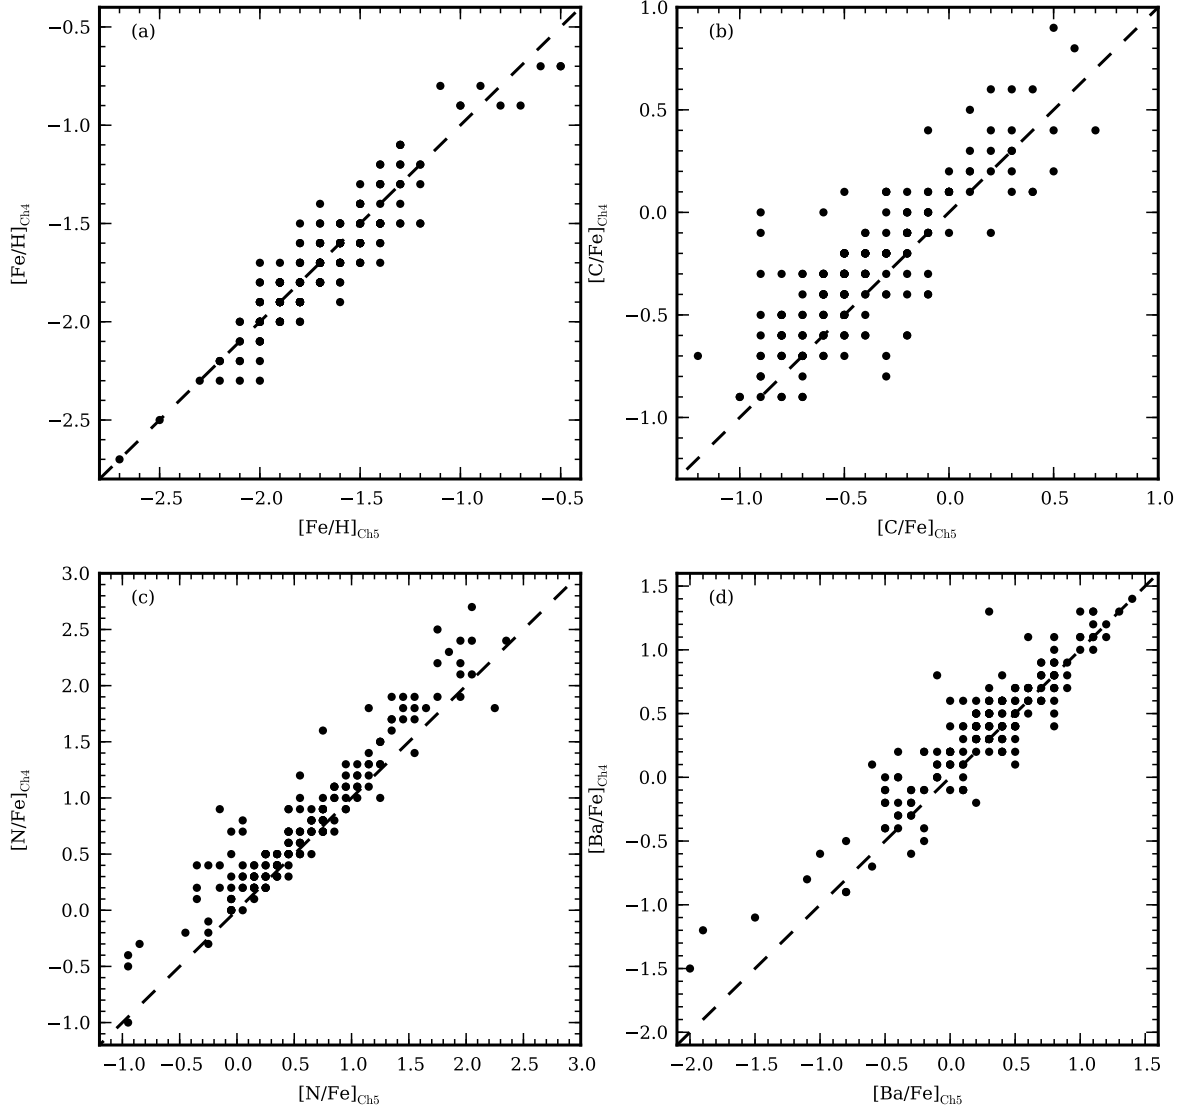 (a)
−0.5
−1.0
−1.5
−2.0
−2.5
[Fe/H]Ch4
−2.5 −2.0 −1.5 −1.0 −0.5
[Fe/H]Ch5
(b)
1.0
0.5
0.0
−0.5
−1.0
[C/Fe]Ch4
−1.0 −0.5 0.0 0.5 1.0
[C/Fe]Ch5
(c)
3.0
2.5
2.0
1.5
1.0
0.5
0.0
−0.5
−1.0
[N/Fe]Ch4
−1.0 −0.5 0.0 0.5 1.0 1.5 2.0 2.5 3.0
[N/Fe]Ch5
(d)
1.5
1.0
0.5
0.0
−0.5
−1.0
−1.5
−2.0
[Ba/Fe]Ch4
−2.0 −1.5 −1.0 −0.5 0.0 0.5 1.0 1.5
[Ba/Fe]Ch5